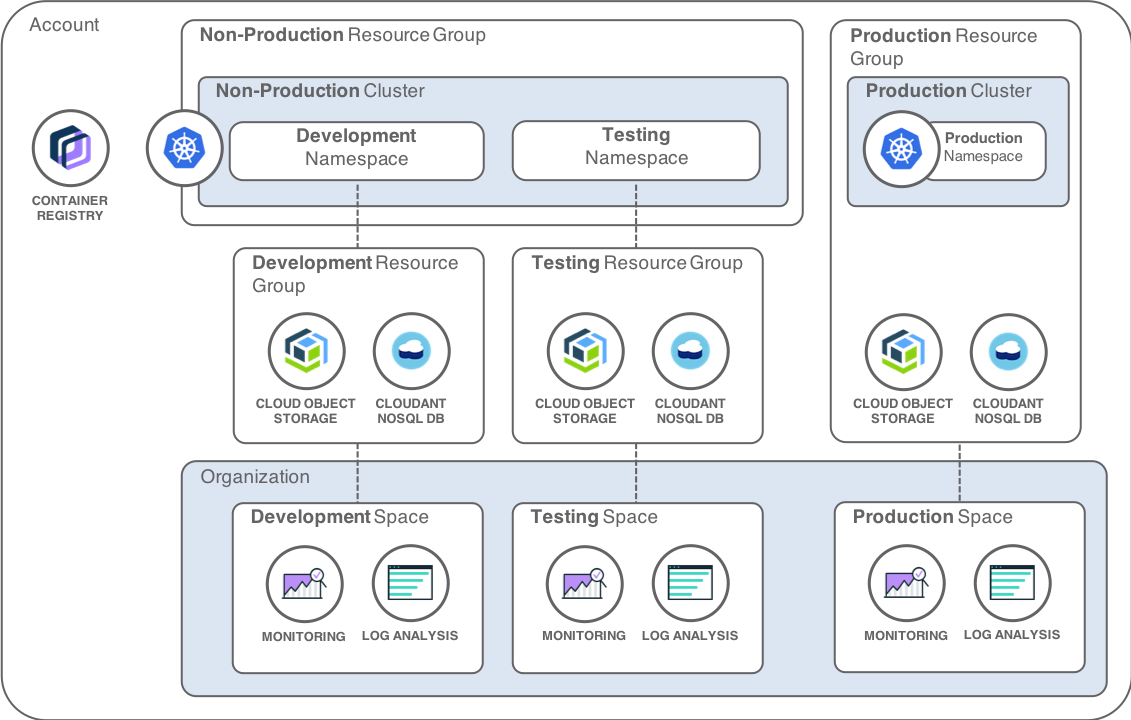 Account
Non-Production Resource Group
Production Resource
Group
Non-Production Cluster
Production Cluster
Development
Namespace
Testing
Namespace
Production
Namespace
CONTAINER
REGISTRY
Development Resource
Group
Testing Resource Group
CLOUD OBJECT
STORAGE
CLOUDANT
NOSQL DB
CLOUD OBJECT
STORAGE
CLOUDANT
NOSQL DB
CLOUD OBJECT
STORAGE
CLOUDANT
NOSQL DB
Organization
Development Space
Testing Space
Production Space
MONITORING
LOG ANALYSIS
MONITORING
LOG ANALYSIS
MONITORING
LOG ANALYSIS